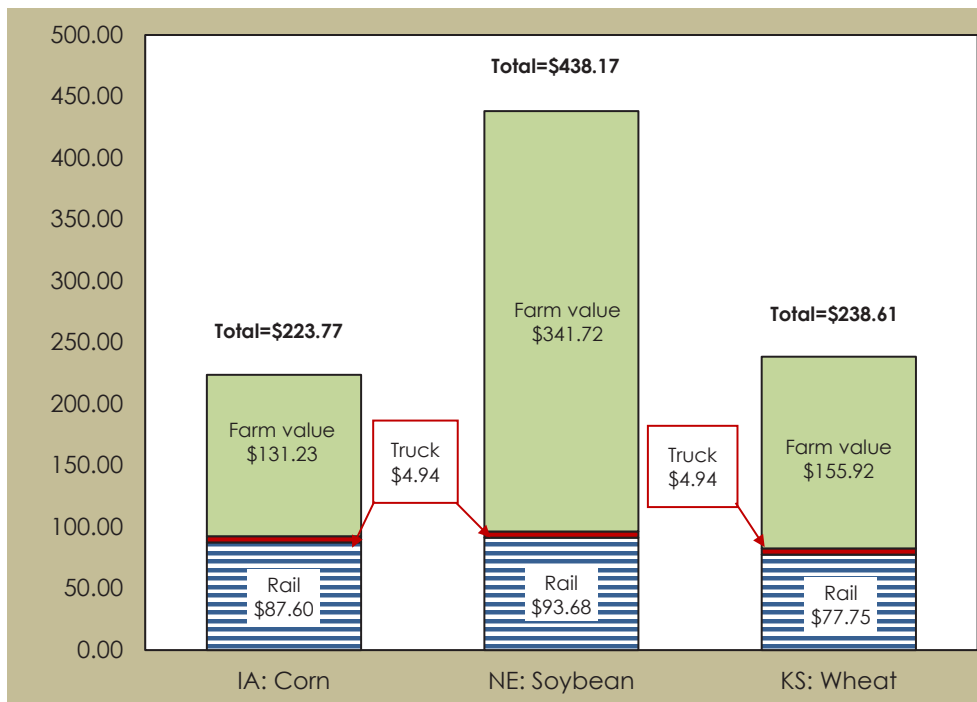 500.00
450.00
400.00
350.00
300.00
250.00
200.00
150.00
100.00
50.00
0.00
Total=$223.77
Farm value
$131.23
Rail
$87.60
Truck
$4.94
Total=$438.17
Farm value
$341.72
Rail
$93.68
Truck
$4.94
Total=$238.61
Farm value
$155.92
Rail
$77.75
IA: Corn
NE: Soybean
KS: Wheat